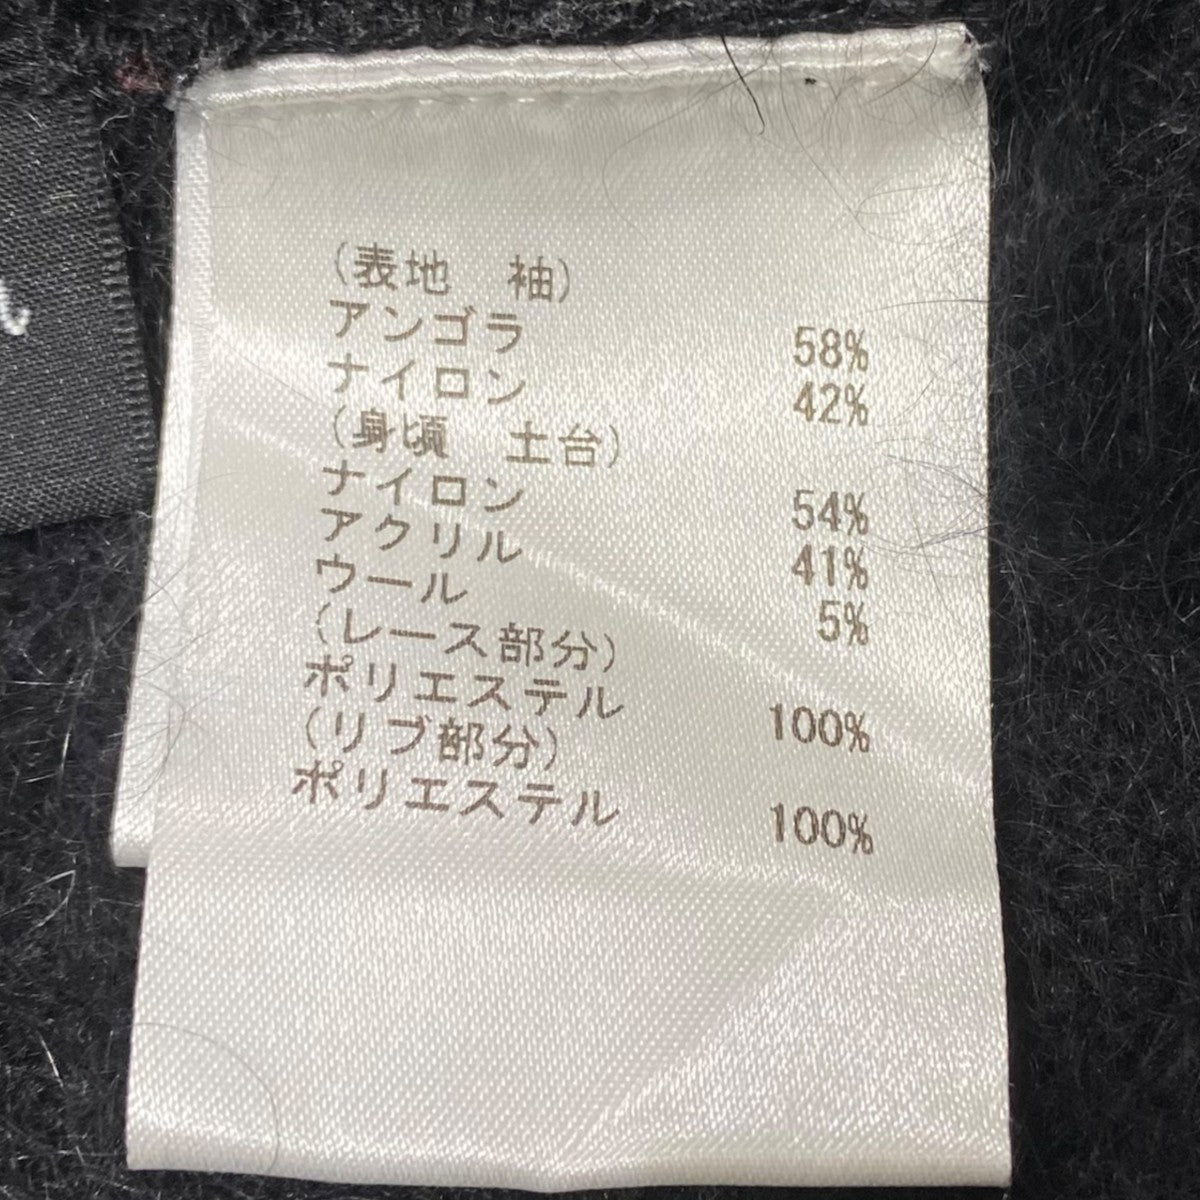 (表地　袖)
アンゴラ 58%
ナイロン 42%
(身頃　土台)
ナイロン 54%
アクリル 41%
ウール 5%
(レース部分)
ポリエステル 100%
(リブ部分)
ポリエステル 100%